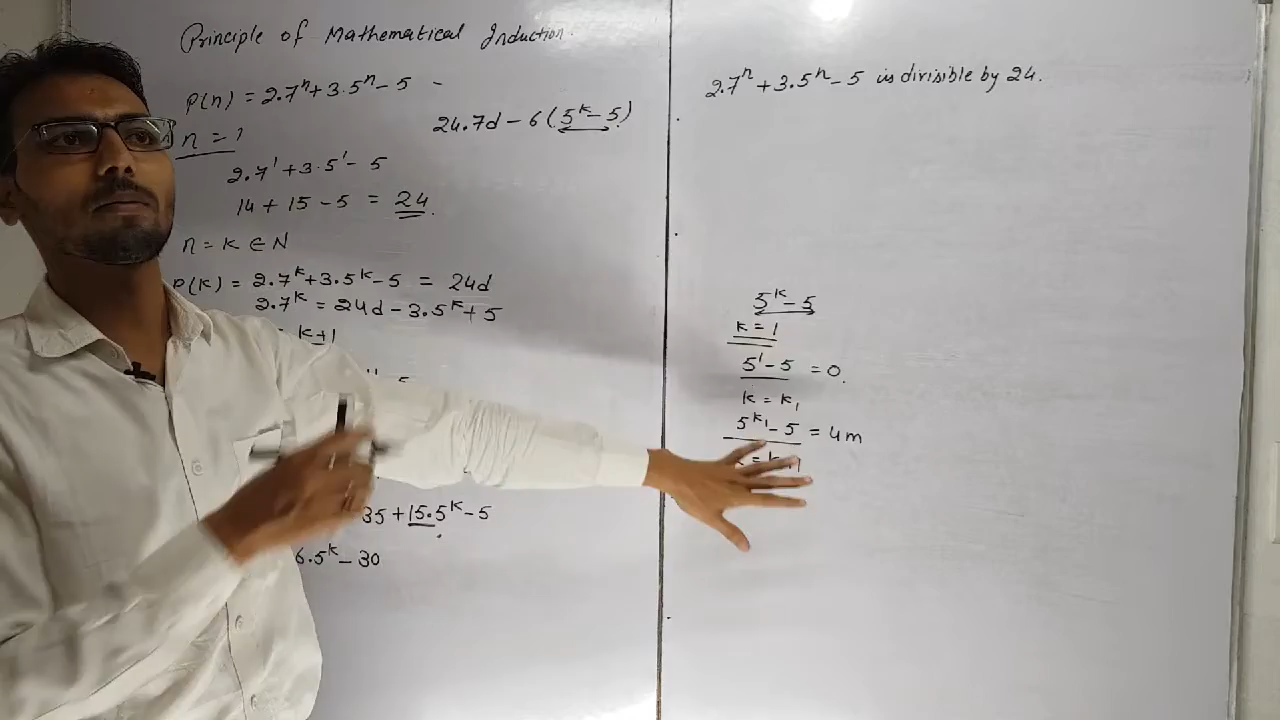 Principle of Mathematical Induction.
P(n) = 2.7ⁿ + 3.5ⁿ - 5 -
n = 1
2.7¹ + 3.5¹ - 5
14 + 15 - 5 = 24.
n = k ∈ N
P(k) = 2.7ᵏ + 3.5ᵏ - 5 = 24d
2.7ᵏ = 24d - 3.5ᵏ + 5
= k+1
35 + 15.5ᵏ - 5
6.5ᵏ - 30
24.7d - 6(5ᵏ - 5)
2.7ⁿ + 3.5ⁿ - 5 is divisible by 24.
5ᵏ - 5
k = 1
5¹ - 5 = 0.
k = k₁
5ᵏ¹ - 5 = 4m